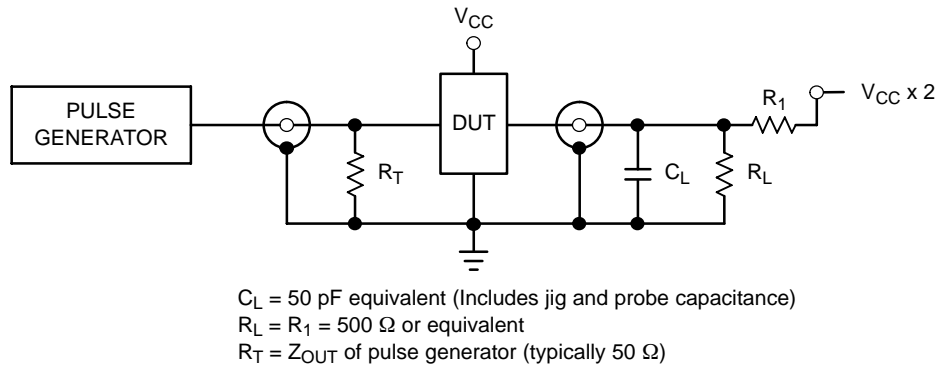 V_CC
PULSE
GENERATOR
DUT
R_T
C_L
R_L
R_1
V_CC x 2
C_L = 50 pF equivalent (Includes jig and probe capacitance)
R_L = R_1 = 500 Ω or equivalent
R_T = Z_OUT of pulse generator (typically 50 Ω)